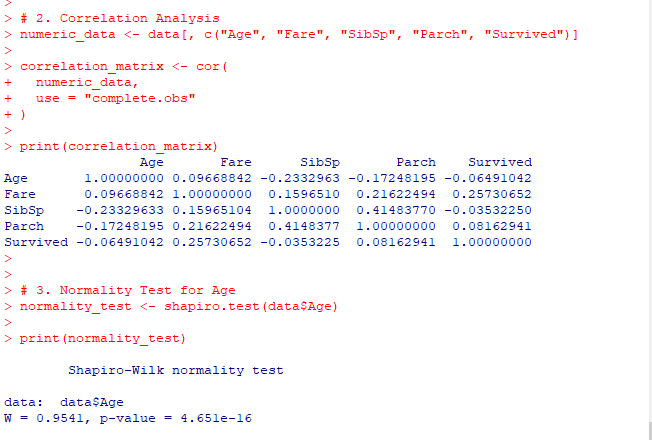 >
> # 2. Correlation Analysis
> numeric_data <- data[, c("Age", "Fare", "SibSp", "Parch", "Survived")]
>
> correlation_matrix <- cor(
+   numeric_data,
+   use = "complete.obs"
+ )
>
> print(correlation_matrix)
                 Age       Fare      SibSp       Parch    Survived
Age       1.00000000 0.09668842 -0.2332963 -0.17248195 -0.06491042
Fare      0.09668842 1.00000000  0.1596510  0.21622494  0.25730652
SibSp    -0.23329633 0.15965104  1.0000000  0.41483770 -0.03532250
Parch    -0.17248195 0.21622494  0.4148377  1.00000000  0.08162941
Survived -0.06491042 0.25730652 -0.0353225  0.08162941  1.00000000
>
>
> # 3. Normality Test for Age
> normality_test <- shapiro.test(data$Age)
>
> print(normality_test)
        Shapiro-Wilk normality test
data:  data$Age
W = 0.9541, p-value = 4.651e-16